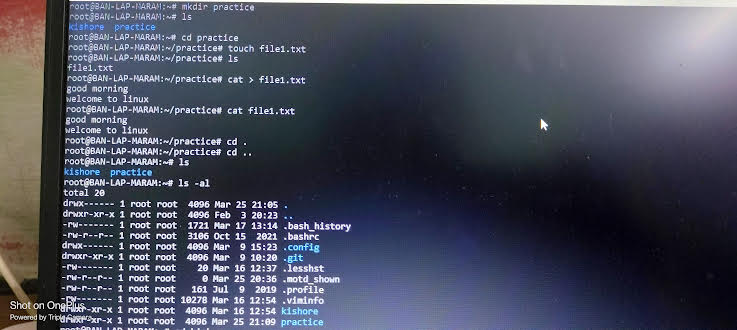 root@BAN-LAP-MARAM:~# mkdir practice
root@BAN-LAP-MARAM:~# ls
kishore practice
root@BAN-LAP-MARAM:~# cd practice
root@BAN-LAP-MARAM:~/practice# touch file1.txt
root@BAN-LAP-MARAM:~/practice# ls
file1.txt
root@BAN-LAP-MARAM:~/practice# cat > file1.txt
good morning
welcome to linux
root@BAN-LAP-MARAM:~/practice# cat file1.txt
good morning
welcome to linux
root@BAN-LAP-MARAM:~/practice# cd .
root@BAN-LAP-MARAM:~/practice# cd ..
root@BAN-LAP-MARAM:~# ls
kishore practice
root@BAN-LAP-MARAM:~# ls -al
total 20
drwx------ 1 root root 4096 Mar 25 21:05 .
drwxr-xr-x 1 root root 4096 Feb 3 20:23 ..
-rw------- 1 root root 1721 Mar 17 13:14 .bash_history
-rw-r--r-- 1 root root 3106 Oct 15 2021 .bashrc
drwx------ 1 root root 4096 Mar 9 15:23 .config
drwxr-xr-x 1 root root 4096 Mar 9 10:20 .git
-rw------- 1 root root 20 Mar 16 12:37 .lesshst
-rw-r--r-- 1 root root 0 Mar 25 20:36 .motd_shown
-rw-r--r-- 1 root root 161 Jul 9 2019 .profile
-rw------- 1 root root 10278 Mar 16 12:54 .viminfo
drwxr-xr-x 1 root root 4096 Mar 16 12:54 kishore
drwxr-xr-x 1 root root 4096 Mar 25 21:09 practice
Shot on OnePlus
Powered by Triple Camera